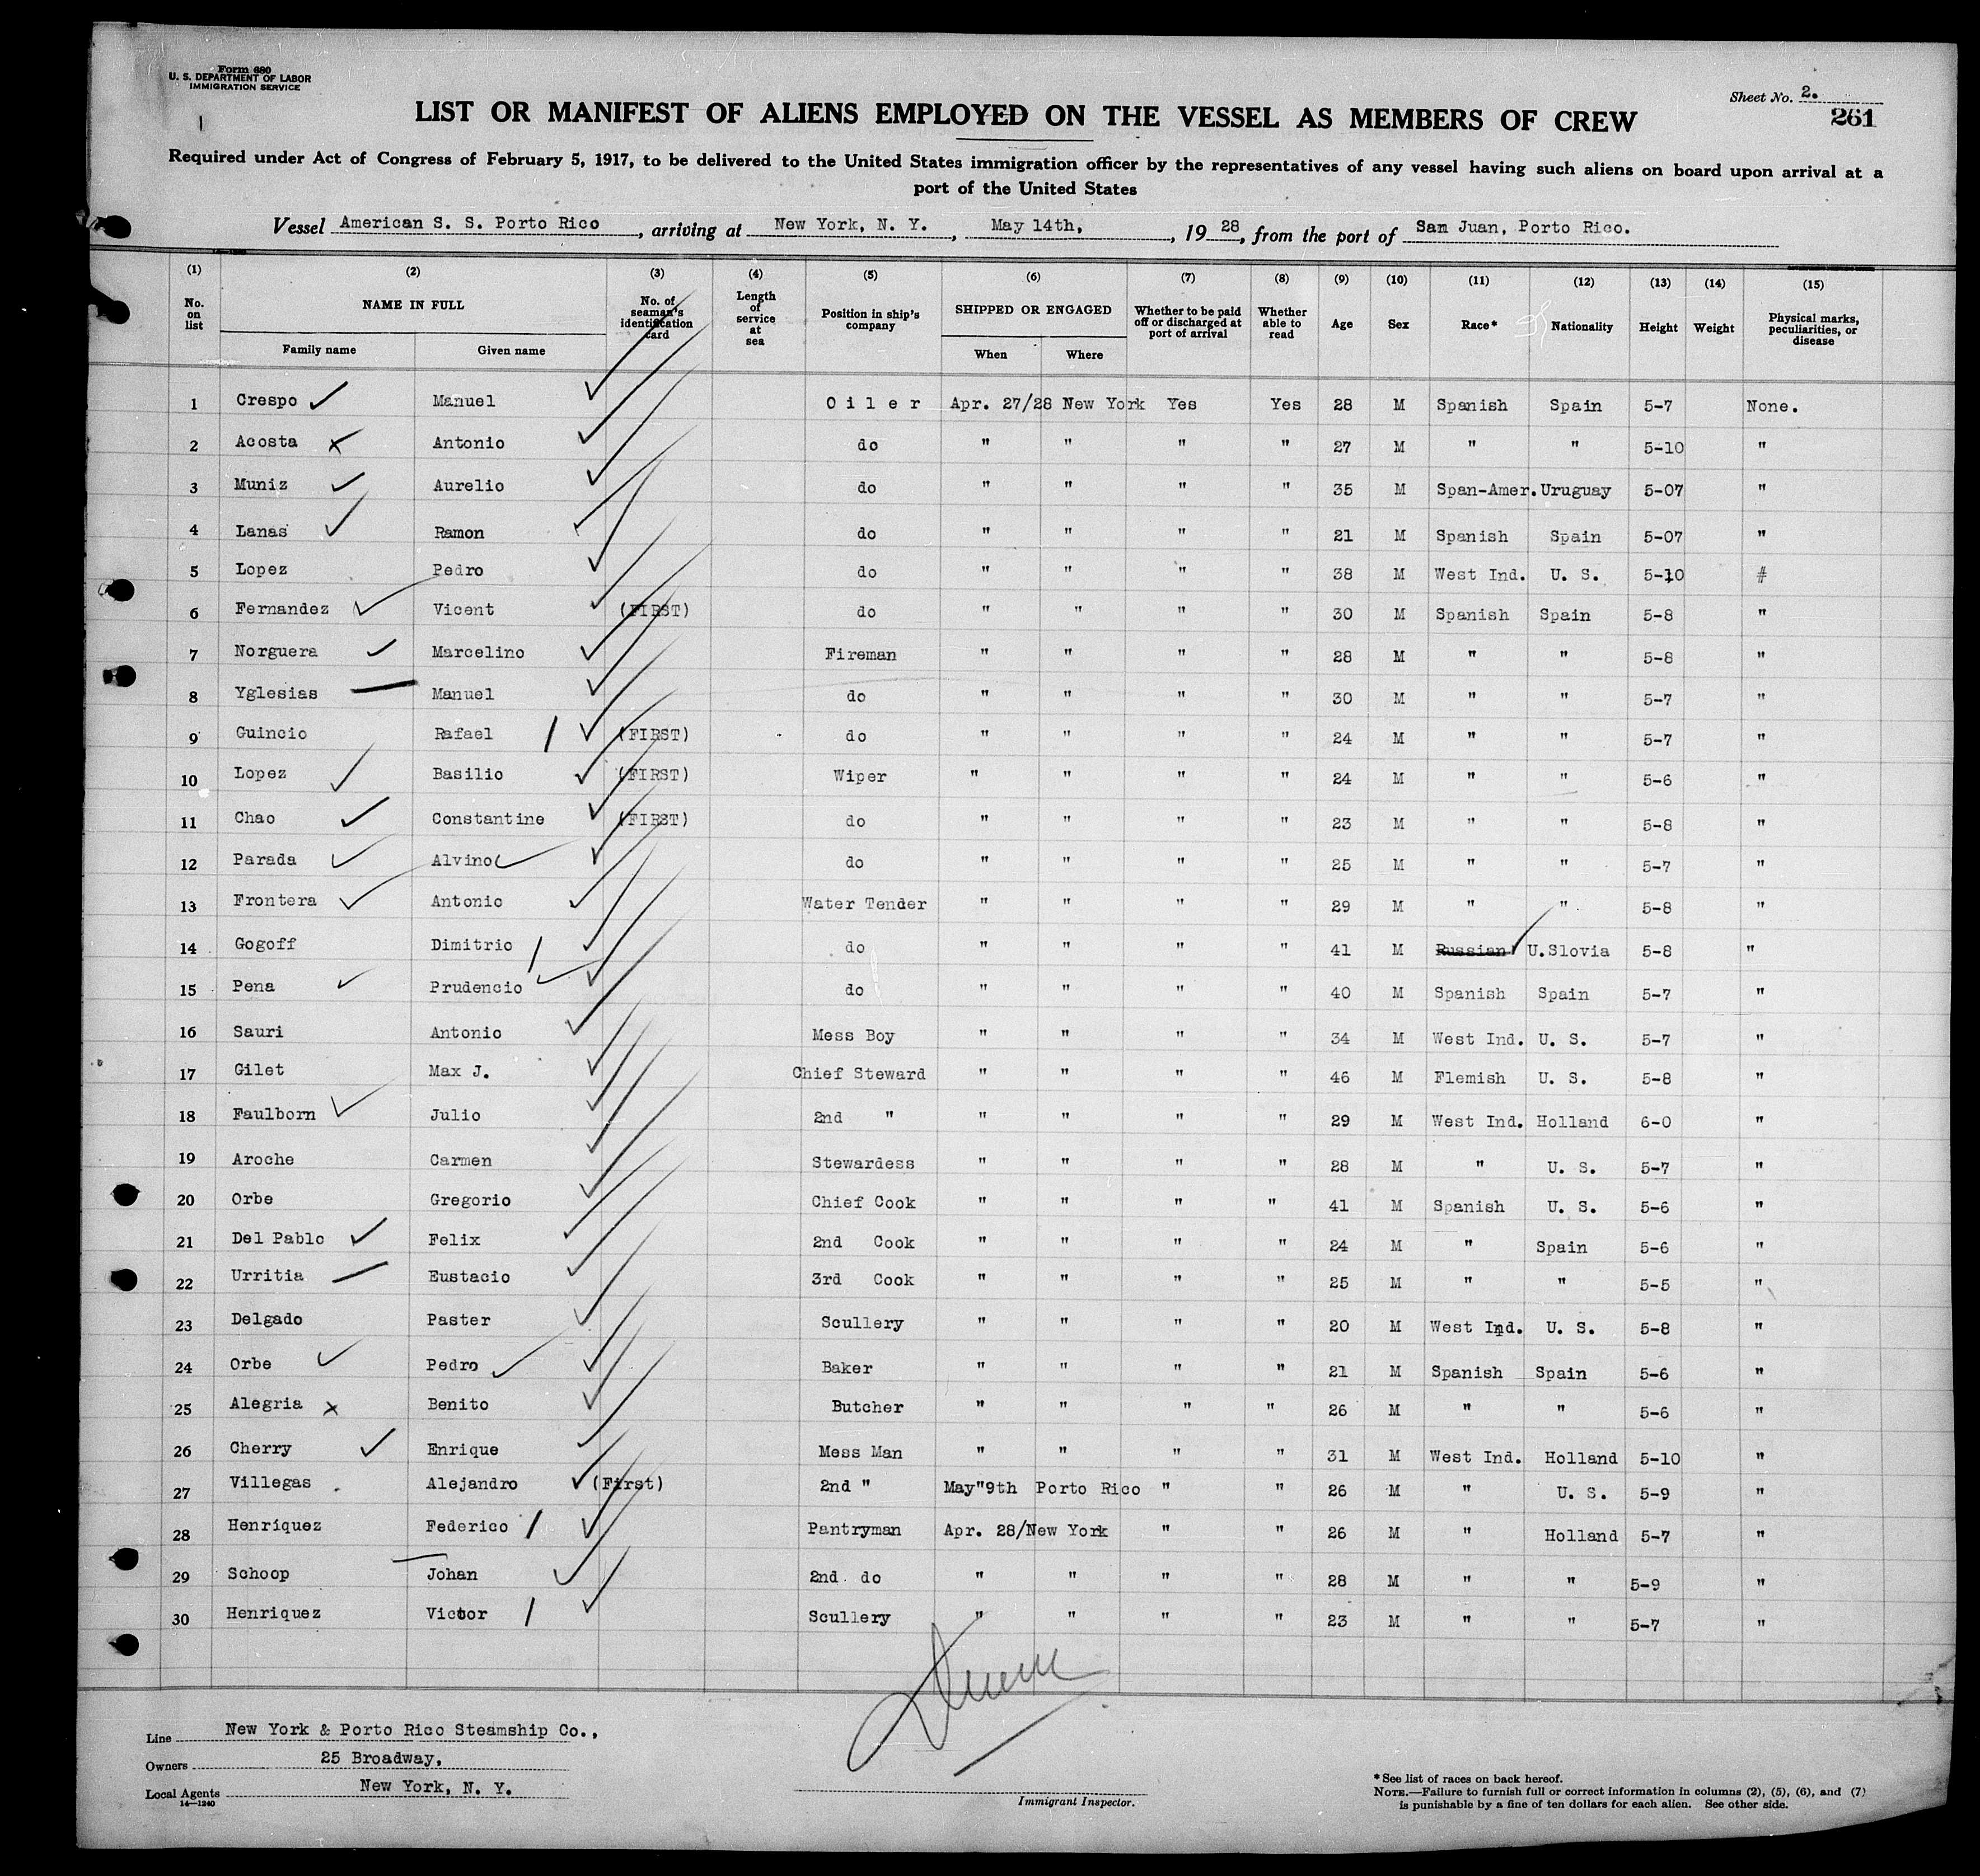 Form 680
U. S. DEPARTMENT OF LABOR
IMMIGRATION SERVICE
Sheet No. 2.
261
LIST OR MANIFEST OF ALIENS EMPLOYED ON THE VESSEL AS MEMBERS OF CREW
Required under Act of Congress of February 5, 1917, to be delivered to the United States immigration officer by the representatives of any vessel having such aliens on board upon arrival at a
port of the United States
Vessel American S. S. Porto Rico, arriving at New York, N. Y., May 14th, , 1928, from the port of San Juan, Porto Rico.
(1) (2) (3) (4) (5) (6) (7) (8) (9) (10) (11) (12) (13) (14) (15)
No. on list NAME IN FULL Family name Given name No. of seaman's identification card Length of service at sea Position in ship's company SHIPPED OR ENGAGED When Where Whether to be paid off or discharged at port of arrival Whether able to read Age Sex Race* Nationality Height Weight Physical marks, peculiarities, or disease
1 Crespo Manuel Oiler Apr. 27/28 New York Yes Yes 28 M Spanish Spain 5-7 None.
2 Acosta Antonio do " " " " 27 M " " 5-10 "
3 Muniz Aurelio do " " " " 35 M Span-Amer. Uruguay 5-07 "
4 Lanas Ramon do " " " " 21 M Spanish Spain 5-07 "
5 Lopez Pedro do " " " " 38 M West Ind. U. S. 5-10 #
6 Fernandez Vicent (FIRST) do " " " " 30 M Spanish Spain 5-8 "
7 Norguera Marcelino Fireman " " " " 28 M " " 5-8 "
8 Yglesias Manuel do " " " " 30 M " " 5-7 "
9 Guincio Rafael (FIRST) do " " " " 24 M " " 5-7 "
10 Lopez Basilio (FIRST) Wiper " " " " 24 M " " 5-6 "
11 Chao Constantine (FIRST) do " " " " 23 M " " 5-8 "
12 Parada Alvino do " " " " 25 M " " 5-7 "
13 Frontera Antonio Water Tender " " " " 29 M " " 5-8 "
14 Gogoff Dimitrio do " " " " 41 M Russian U.Slovia 5-8 "
15 Pena Prudencio do " " " " 40 M Spanish Spain 5-7 "
16 Sauri Antonio Mess Boy " " " " 34 M West Ind. U. S. 5-7 "
17 Gilet Max J. Chief Steward " " " " 46 M Flemish U. S. 5-8 "
18 Faulborn Julio 2nd " " " " " 29 M West Ind. Holland 6-0 "
19 Aroche Carmen Stewardess " " " " 28 M " U. S. 5-7 "
20 Orbe Gregorio Chief Cook " " " " 41 M Spanish U. S. 5-6 "
21 Del Pablo Felix 2nd Cook " " " " 24 M " Spain 5-6 "
22 Urritia Eustacio 3rd Cook " " " " 25 M " " 5-5 "
23 Delgado Paster Scullery " " " " 20 M West Ind. U. S. 5-8 "
24 Orbe Pedro Baker " " " " 21 M Spanish Spain 5-6 "
25 Alegria Benito Butcher " " " " 26 M " " 5-6 "
26 Cherry Enrique Mess Man " " " " 31 M West Ind. Holland 5-10 "
27 Villegas Alejandro (First) 2nd " May"9th Porto Rico " " 26 M " U. S. 5-9 "
28 Henriquez Federico Pantryman Apr. 28/New York " " 26 M " Holland 5-7 "
29 Schoop Johan 2nd do " " " " 28 M " " 5-9 "
30 Henriquez Victor Scullery " " " " 23 M " " 5-7 "
Line New York & Porto Rico Steamship Co.,
Owners 25 Broadway,
Local Agents New York, N. Y.
14-1240
Immigrant Inspector.
*See list of races on back hereof.
NOTE.—Failure to furnish full or correct information in columns (2), (5), (6), and (7)
is punishable by a fine of ten dollars for each alien. See other side.